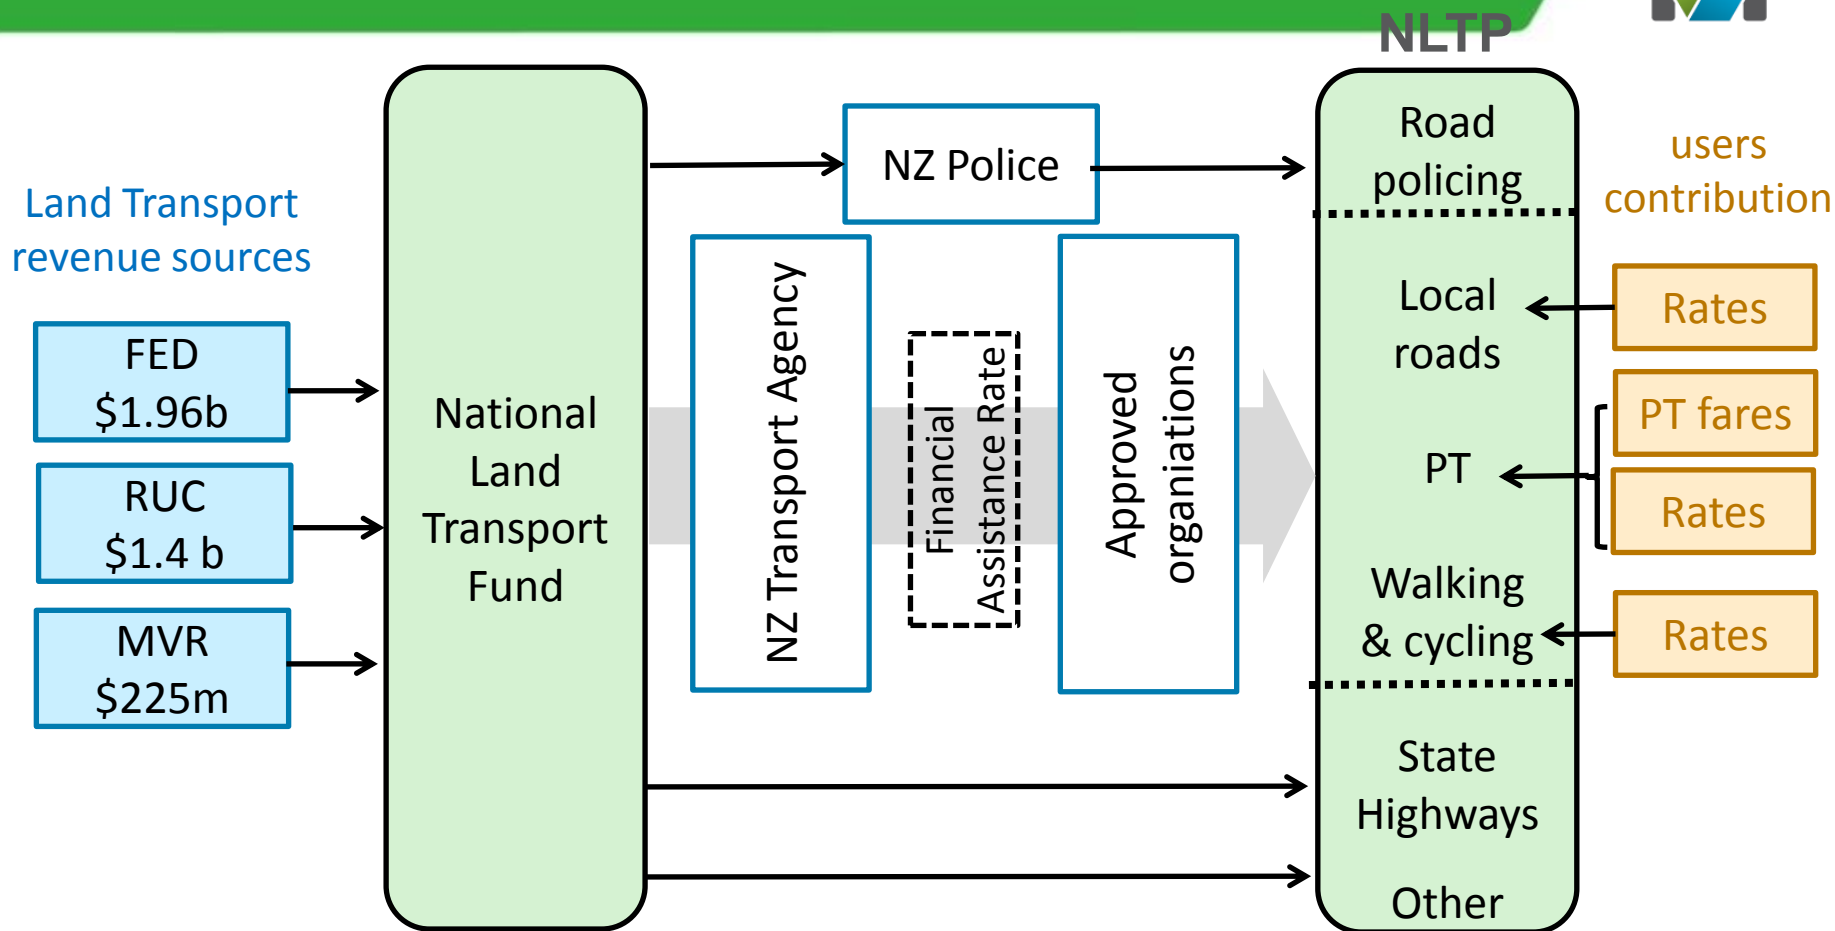 NLTP
Land Transport
revenue sources
FED
$1.96b
RUC
$1.4 b
MVR
$225m
National
Land
Transport
Fund
NZ Police
NZ Transport Agency
Financial
Assistance Rate
Approved
organiations
Road
policing
Local
roads
PT
Walking
& cycling
State
Highways
Other
users
contribution
Rates
PT fares
Rates
Rates